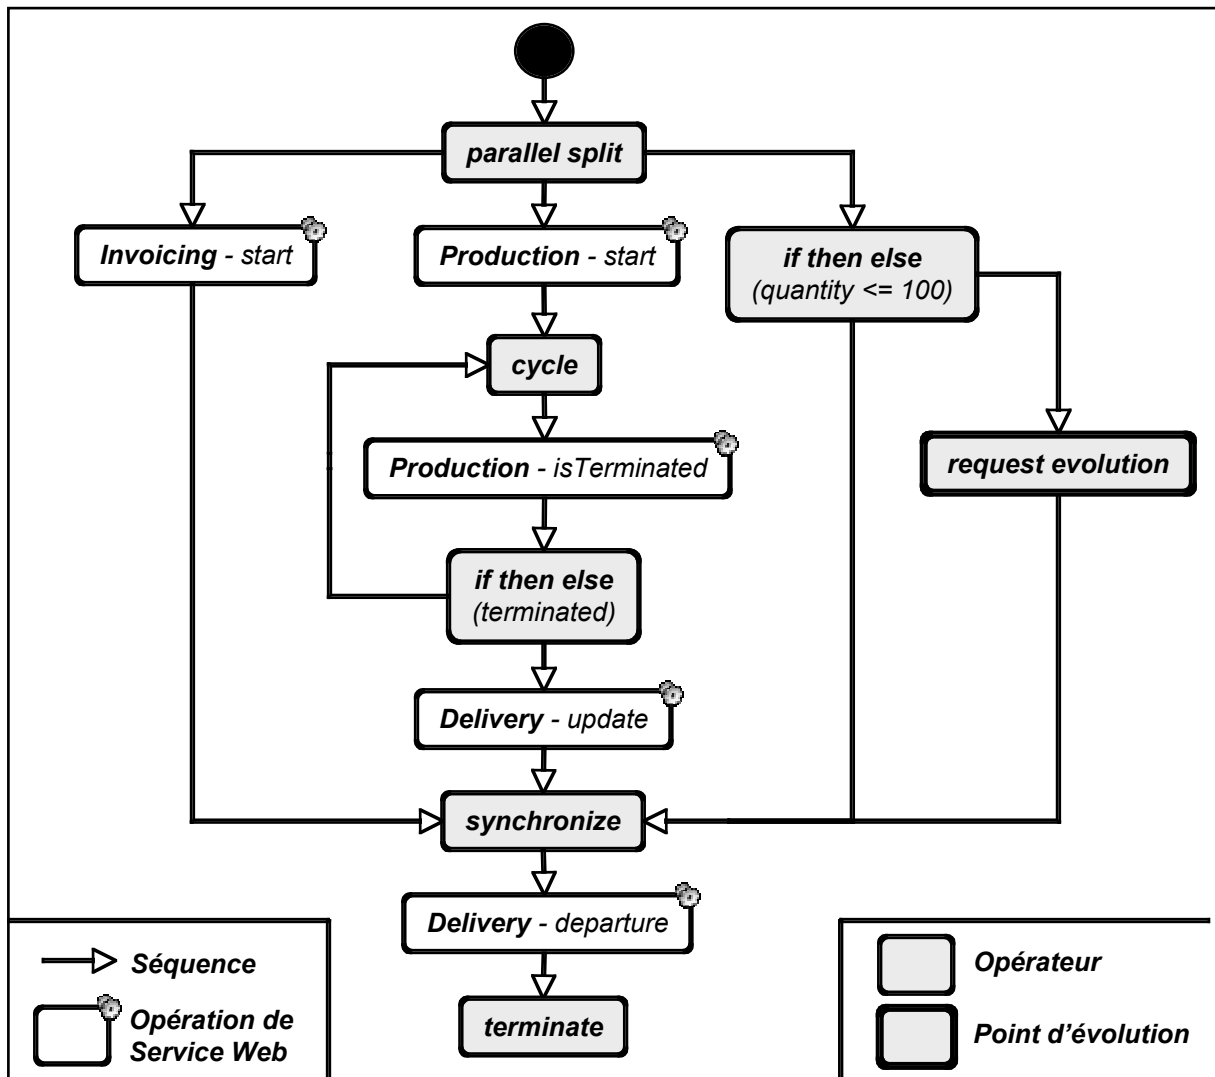 parallel split
Invoicing - start
Production - start
if then else
(quantity <= 100)
cycle
Production - isTerminated
request evolution
if then else
(terminated)
Delivery - update
synchronize
Delivery - departure
terminate
Séquence
Opération de
Service Web
Opérateur
Point d’évolution